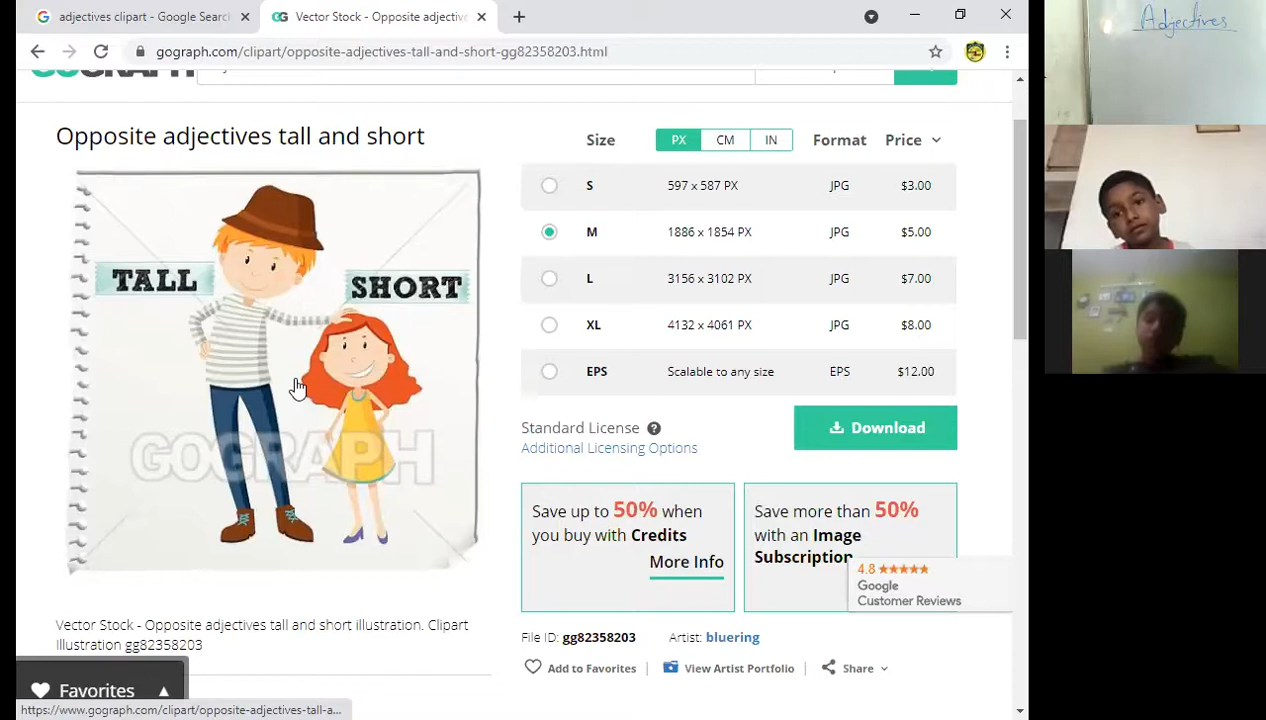 adjectives clipart - Google Searc
Vector Stock - Opposite adjectiv
gograph.com/clipart/opposite-adjectives-tall-and-short-gg82358203.html
GOGRAPH
Adjectives
Opposite adjectives tall and short
Size PX CM IN Format Price
S 597 x 587 PX JPG $3.00
M 1886 x 1854 PX JPG $5.00
L 3156 x 3102 PX JPG $7.00
XL 4132 x 4061 PX JPG $8.00
EPS Scalable to any size EPS $12.00
TALL
SHORT
GOGRAPH
Standard License ?
Additional Licensing Options
Download
Save up to 50% when
you buy with Credits
More Info
Save more than 50%
with an Image
Subscription
4.8
Google
Customer Reviews
Vector Stock - Opposite adjectives tall and short illustration. Clipart
Illustration gg82358203
File ID: gg82358203 Artist: bluering
Add to Favorites | View Artist Portfolio | Share
Favorites
https://www.gograph.com/clipart/opposite-adjectives-tall-a...